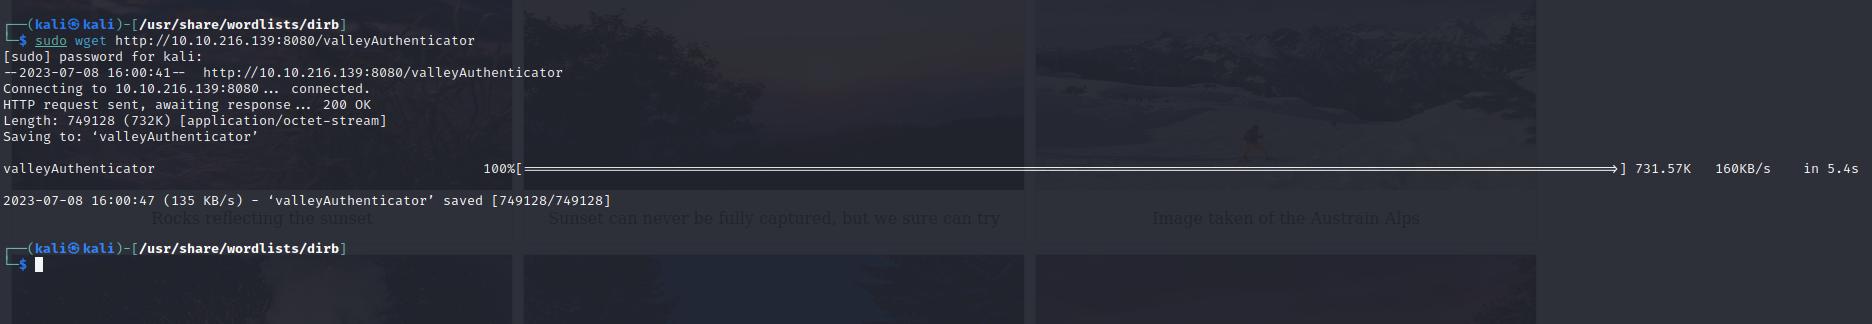 ┌──(kali㉿kali)-[/usr/share/wordlists/dirb]
└─$ sudo wget http://10.10.216.139:8080/valleyAuthenticator
[sudo] password for kali:
--2023-07-08 16:00:41--  http://10.10.216.139:8080/valleyAuthenticator
Connecting to 10.10.216.139:8080... connected.
HTTP request sent, awaiting response... 200 OK
Length: 749128 (732K) [application/octet-stream]
Saving to: ‘valleyAuthenticator’
valleyAuthenticator 100%[===================>] 731.57K 160KB/s in 5.4s
2023-07-08 16:00:47 (135 KB/s) - ‘valleyAuthenticator’ saved [749128/749128]
Rocks reflecting the sunset
Sunset can never be fully captured, but we sure can try
Image taken of the Austrain Alps
┌──(kali㉿kali)-[/usr/share/wordlists/dirb]
└─$